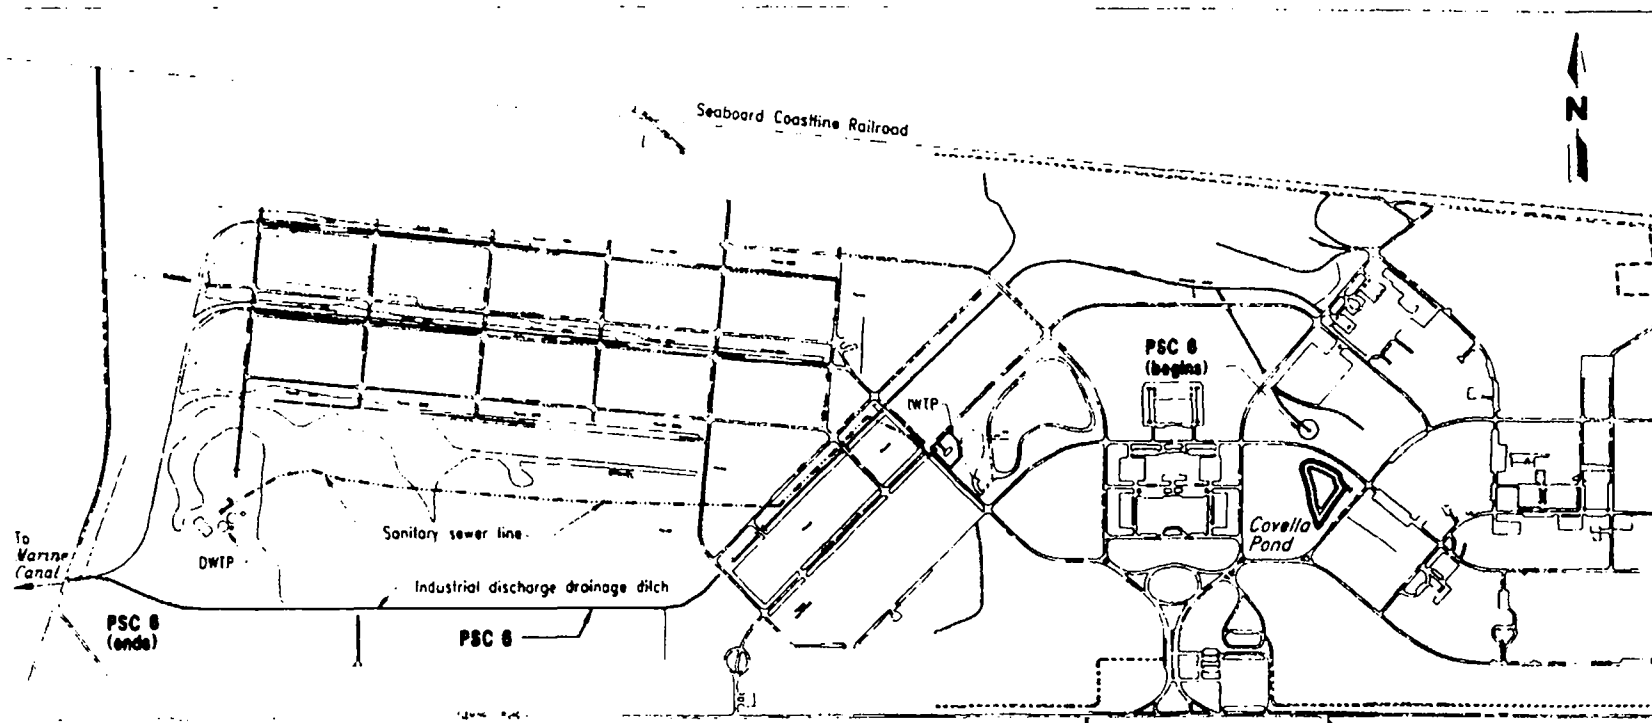 N
Seaboard Coastline Railroad
PSC 6
(begins)
IWTP
Covella
Pond
Sanitary sewer line
To
Marine
Canal
DWTP
Industrial discharge drainage ditch
PSC 6
(ends)
PSC 6